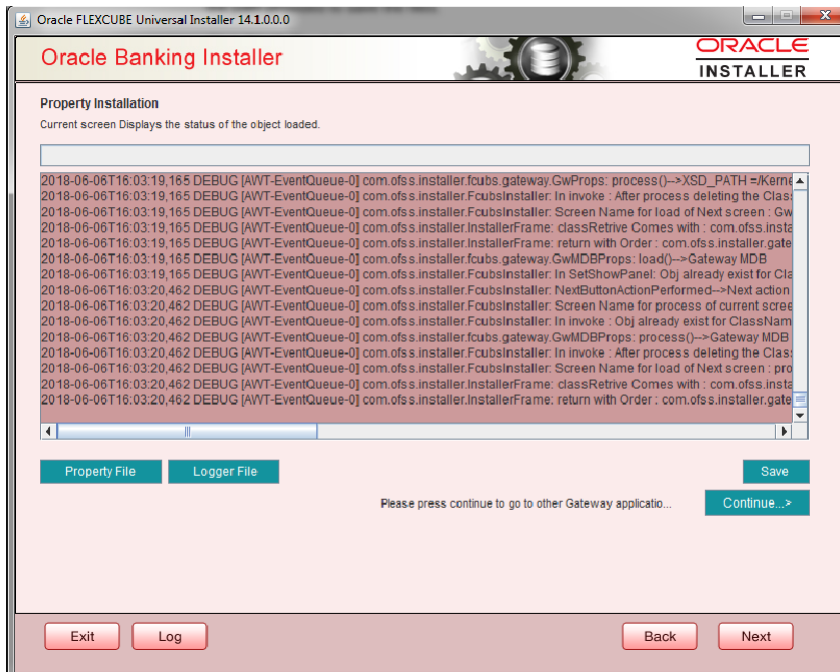 Oracle FLEXCUBE Universal Installer 14.1.0.0.0
Oracle Banking Installer
ORACLE
INSTALLER
Property Installation
Current screen Displays the status of the object loaded.
2018-06-06T16:03:19,165 DEBUG [AWT-EventQueue-0] com.ofss.installer.fcubs.gateway.GwProps: process()-->XSD_PATH =/Kerne
2018-06-06T16:03:19,165 DEBUG [AWT-EventQueue-0] com.ofss.installer.FcubsInstaller: In invoke : After process deleting the Clas
2018-06-06T16:03:19,165 DEBUG [AWT-EventQueue-0] com.ofss.installer.FcubsInstaller: Screen Name for load of Next screen : Gw
2018-06-06T16:03:19,165 DEBUG [AWT-EventQueue-0] com.ofss.installer.InstallerFrame: classRetrive Comes with : com.ofss.insta
2018-06-06T16:03:19,165 DEBUG [AWT-EventQueue-0] com.ofss.installer.InstallerFrame: return with Order : com.ofss.installer.gate
2018-06-06T16:03:19,165 DEBUG [AWT-EventQueue-0] com.ofss.installer.fcubs.gateway.GwMDBProps: load()-->Gateway MDB
2018-06-06T16:03:19,165 DEBUG [AWT-EventQueue-0] com.ofss.installer.FcubsInstaller: In SetShowPanel: Obj already exist for Cla
2018-06-06T16:03:20,462 DEBUG [AWT-EventQueue-0] com.ofss.installer.FcubsInstaller: NextButtonActionPerformed-->Next action
2018-06-06T16:03:20,462 DEBUG [AWT-EventQueue-0] com.ofss.installer.FcubsInstaller: Screen Name for process of current scree
2018-06-06T16:03:20,462 DEBUG [AWT-EventQueue-0] com.ofss.installer.FcubsInstaller: In invoke : Obj already exist for ClassNam
2018-06-06T16:03:20,462 DEBUG [AWT-EventQueue-0] com.ofss.installer.fcubs.gateway.GwMDBProps: process()-->Gateway MDB
2018-06-06T16:03:20,462 DEBUG [AWT-EventQueue-0] com.ofss.installer.FcubsInstaller: In invoke : After process deleting the Clas
2018-06-06T16:03:20,462 DEBUG [AWT-EventQueue-0] com.ofss.installer.FcubsInstaller: Screen Name for load of Next screen : pro
2018-06-06T16:03:20,462 DEBUG [AWT-EventQueue-0] com.ofss.installer.InstallerFrame: classRetrive Comes with : com.ofss.insta
2018-06-06T16:03:20,462 DEBUG [AWT-EventQueue-0] com.ofss.installer.InstallerFrame: return with Order : com.ofss.installer.gate
Property File Logger File Save
Please press continue to go to other Gateway applicatio... Continue...>
Exit Log Back Next